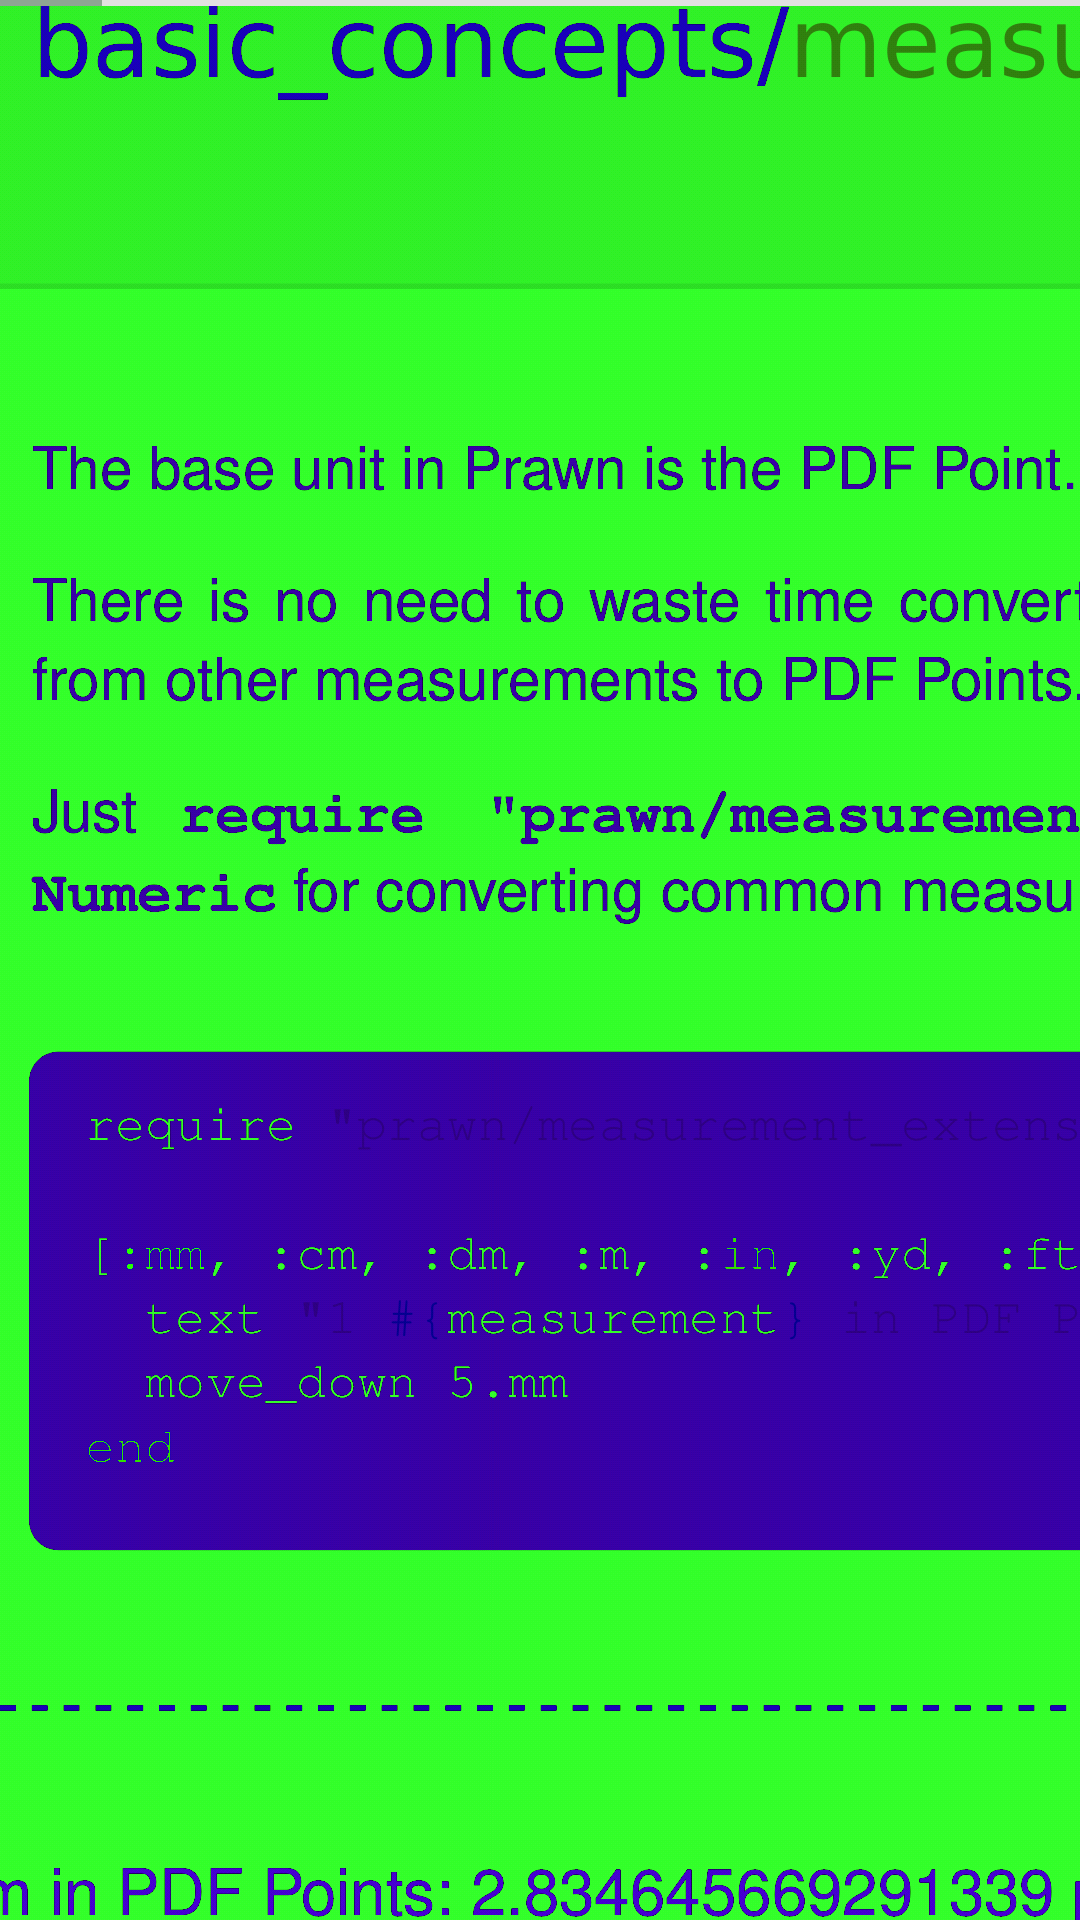 basic_concepts/measu
The base unit in Prawn is the PDF Point.
There is no need to waste time convert
from other measurements to PDF Points.
Just require "prawn/measuremen
Numeric for converting common measu
require "prawn/measurement_extens
[:mm, :cm, :dm, :m, :in, :yd, :ft
text "1 #{measurement} in PDF P
move_down 5.mm
end
m in PDF Points: 2.834645669291339 p